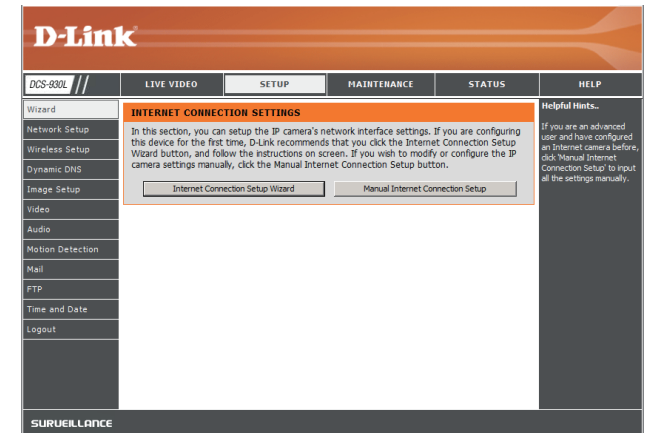 D-Link
DCS-930L //
LIVE VIDEO
SETUP
MAINTENANCE
STATUS
HELP
Wizard
Network Setup
Wireless Setup
Dynamic DNS
Image Setup
Video
Audio
Motion Detection
Mail
FTP
Time and Date
Logout
INTERNET CONNECTION SETTINGS
In this section, you can setup the IP camera's network interface settings. If you are configuring
this device for the first time, D-Link recommends that you click the Internet Connection Setup
Wizard button, and follow the instructions on screen. If you wish to modify or configure the IP
camera settings manually, click the Manual Internet Connection Setup button.
Internet Connection Setup Wizard
Manual Internet Connection Setup
Helpful Hints..
If you are an advanced
user and have configured
an Internet camera before,
click 'Manual Internet
Connection Setup' to input
all the settings manually.
SURVEILLANCE